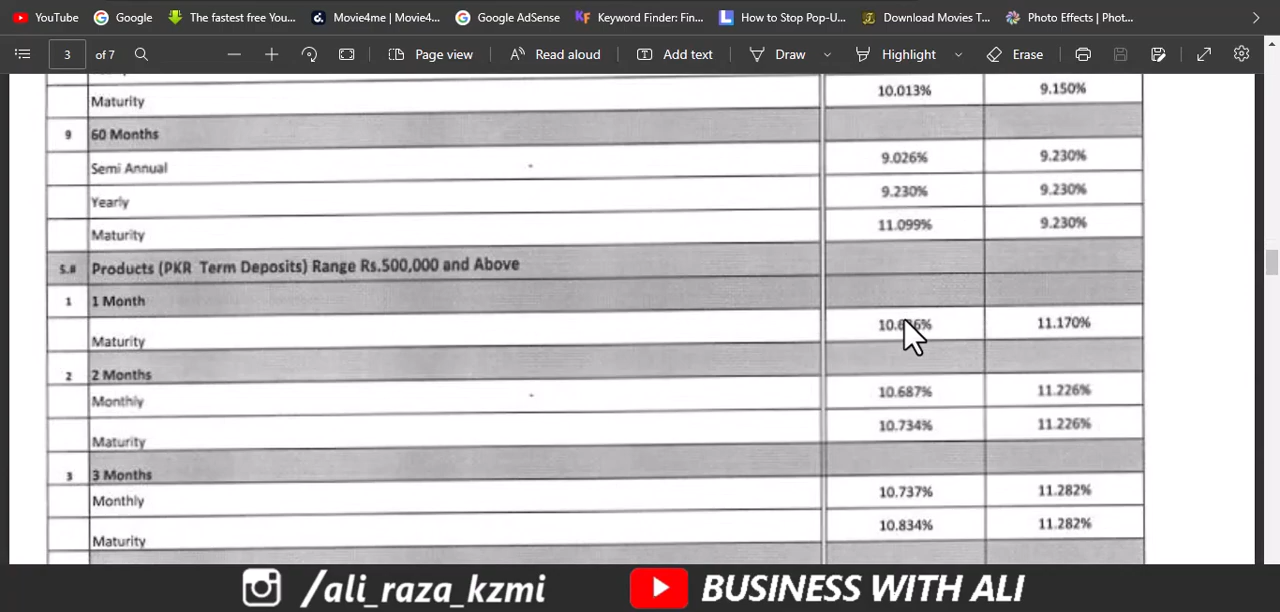 YouTube Google The fastest free You... Movie4me | Movie4... Google AdSense Keyword Finder: Fin... How to Stop Pop-U... Download Movies T... Photo Effects | Phot...
3 of 7 Page view Read aloud Add text Draw Highlight Erase
Maturity 10.013% 9.150%
9 60 Months
Semi Annual 9.026% 9.230%
Yearly 9.230% 9.230%
Maturity 11.099% 9.230%
S.# Products (PKR Term Deposits) Range Rs.500,000 and Above
1 1 Month
Maturity 11.170%
2 2 Months
Monthly 10.687% 11.226%
Maturity 10.734% 11.226%
3 3 Months
Monthly 10.737% 11.282%
Maturity 10.834% 11.282%
/ali_raza_kzmi BUSINESS WITH ALI